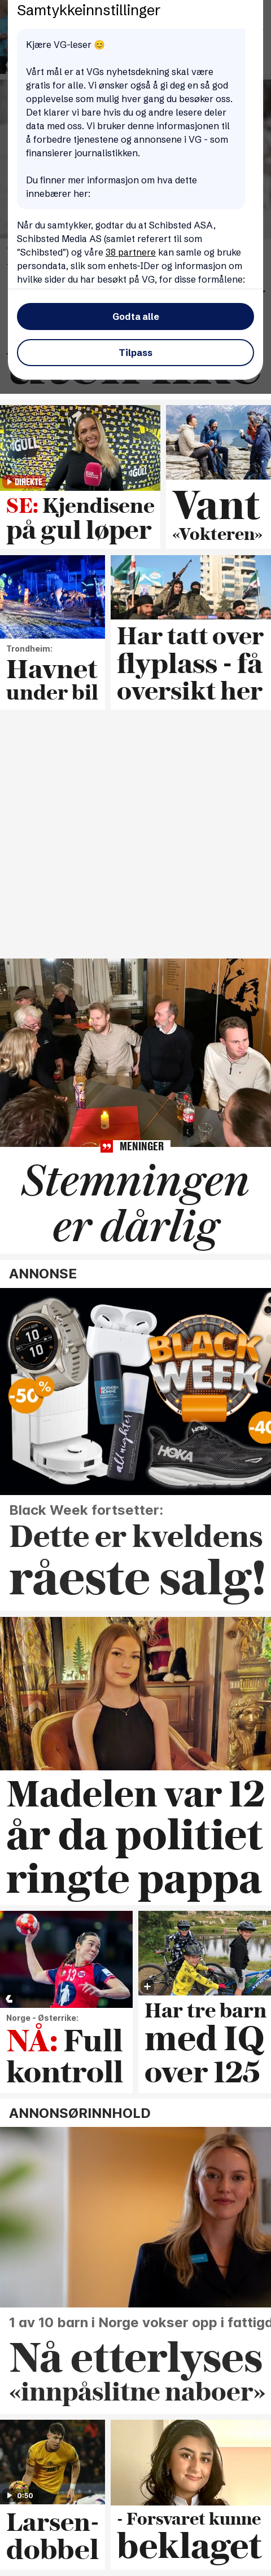 Samtykkeinnstillinger
Kjære VG-leser 😊
Vårt mål er at VGs nyhetsdekning skal være
gratis for alle. Vi ønsker også å gi deg en så god
opplevelse som mulig hver gang du besøker oss.
Det klarer vi bare hvis du og andre lesere deler
data med oss. Vi bruker denne informasjonen til
å forbedre tjenestene og annonsene i VG - som
finansierer journalistikken.
Du finner mer informasjon om hva dette
innebærer her:
Når du samtykker, godtar du at Schibsted ASA,
Schibsted Media AS (samlet referert til som
"Schibsted") og våre 38 partnere kan samle og bruke
persondata, slik som enhets-IDer og informasjon om
hvilke sider du har besøkt på VG, for disse formålene:
Godta alle
Tilpass
DIREKTE
SE: Kjendisene
på gul løper
Vant
«Vokteren»
Trondheim:
Havnet
under bil
Har tatt over
flyplass - få
oversikt her
MENINGER
Stemningen
er dårlig
ANNONSE
-50%
BLACK
WEEK
HOKA
-40
Black Week fortsetter:
Dette er kveldens
råeste salg!
Madelen var 12
år da politiet
ringte pappa
Norge - Østerrike:
NÅ: Full
kontroll
Har tre barn
med IQ
over 125
ANNONSØRINNHOLD
1 av 10 barn i Norge vokser opp i fattigd
Nå etterlyses
«innpåslitne naboer»
0:50
Larsen-
dobbel
- Forsvaret kunne
beklaget